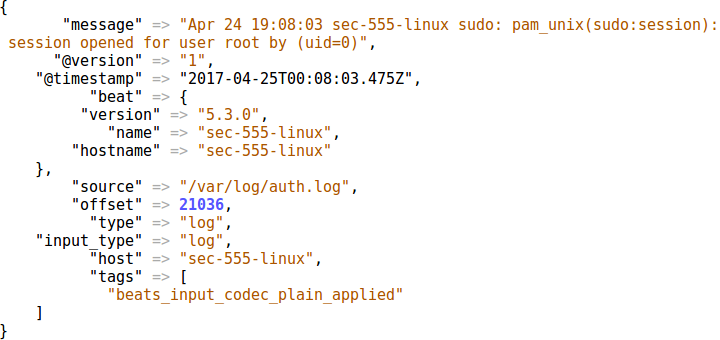 {
"message" => "Apr 24 19:08:03 sec-555-linux sudo: pam_unix(sudo:session):
session opened for user root by (uid=0)",
"@version" => "1",
"@timestamp" => "2017-04-25T00:08:03.475Z",
"beat" => {
"version" => "5.3.0",
"name" => "sec-555-linux",
"hostname" => "sec-555-linux"
},
"source" => "/var/log/auth.log",
"offset" => 21036,
"type" => "log",
"input_type" => "log",
"host" => "sec-555-linux",
"tags" => [
"beats_input_codec_plain_applied"
]
}